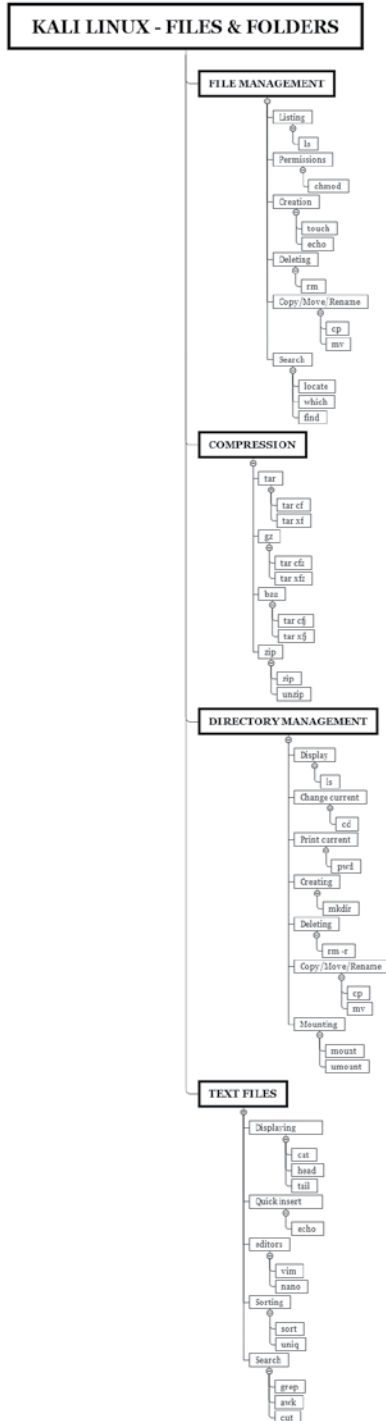 KALI LINUX - FILES & FOLDERS
FILE MANAGEMENT
Listing
ls
Permissions
chmod
Creation
touch
echo
Deleting
rm
Copy/Move/Rename
cp
mv
Search
locate
which
find
COMPRESSION
tar
tar cf
tar xf
gz
tar cfz
tar xfz
bz2
tar cfj
tar xfj
zip
zip
unzip
DIRECTORY MANAGEMENT
Display
ls
Change current
cd
Print current
pwd
Creating
mkdir
Deleting
rm -r
Copy/Move/Rename
cp
mv
Mounting
mount
umount
TEXT FILES
Displaying
cat
head
tail
Quick insert
echo
editors
vim
nano
Sorting
sort
uniq
Search
grep
awk
cut